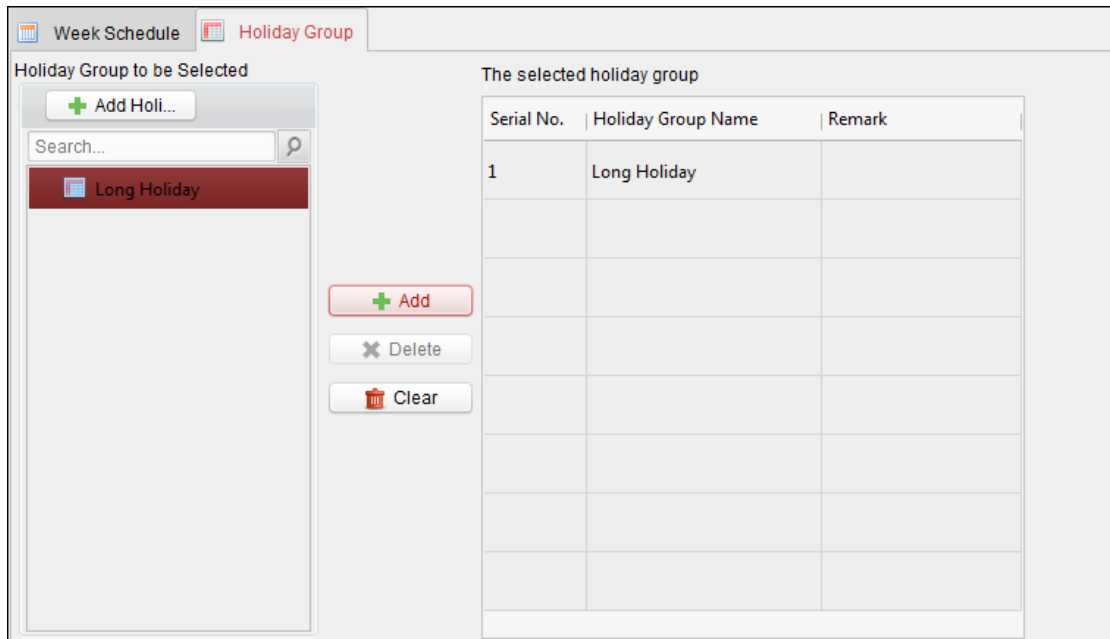 Week Schedule
Holiday Group
Holiday Group to be Selected
Add Holi...
Search...
Long Holiday
Add
Delete
Clear
The selected holiday group
Serial No. Holiday Group Name Remark
1 Long Holiday